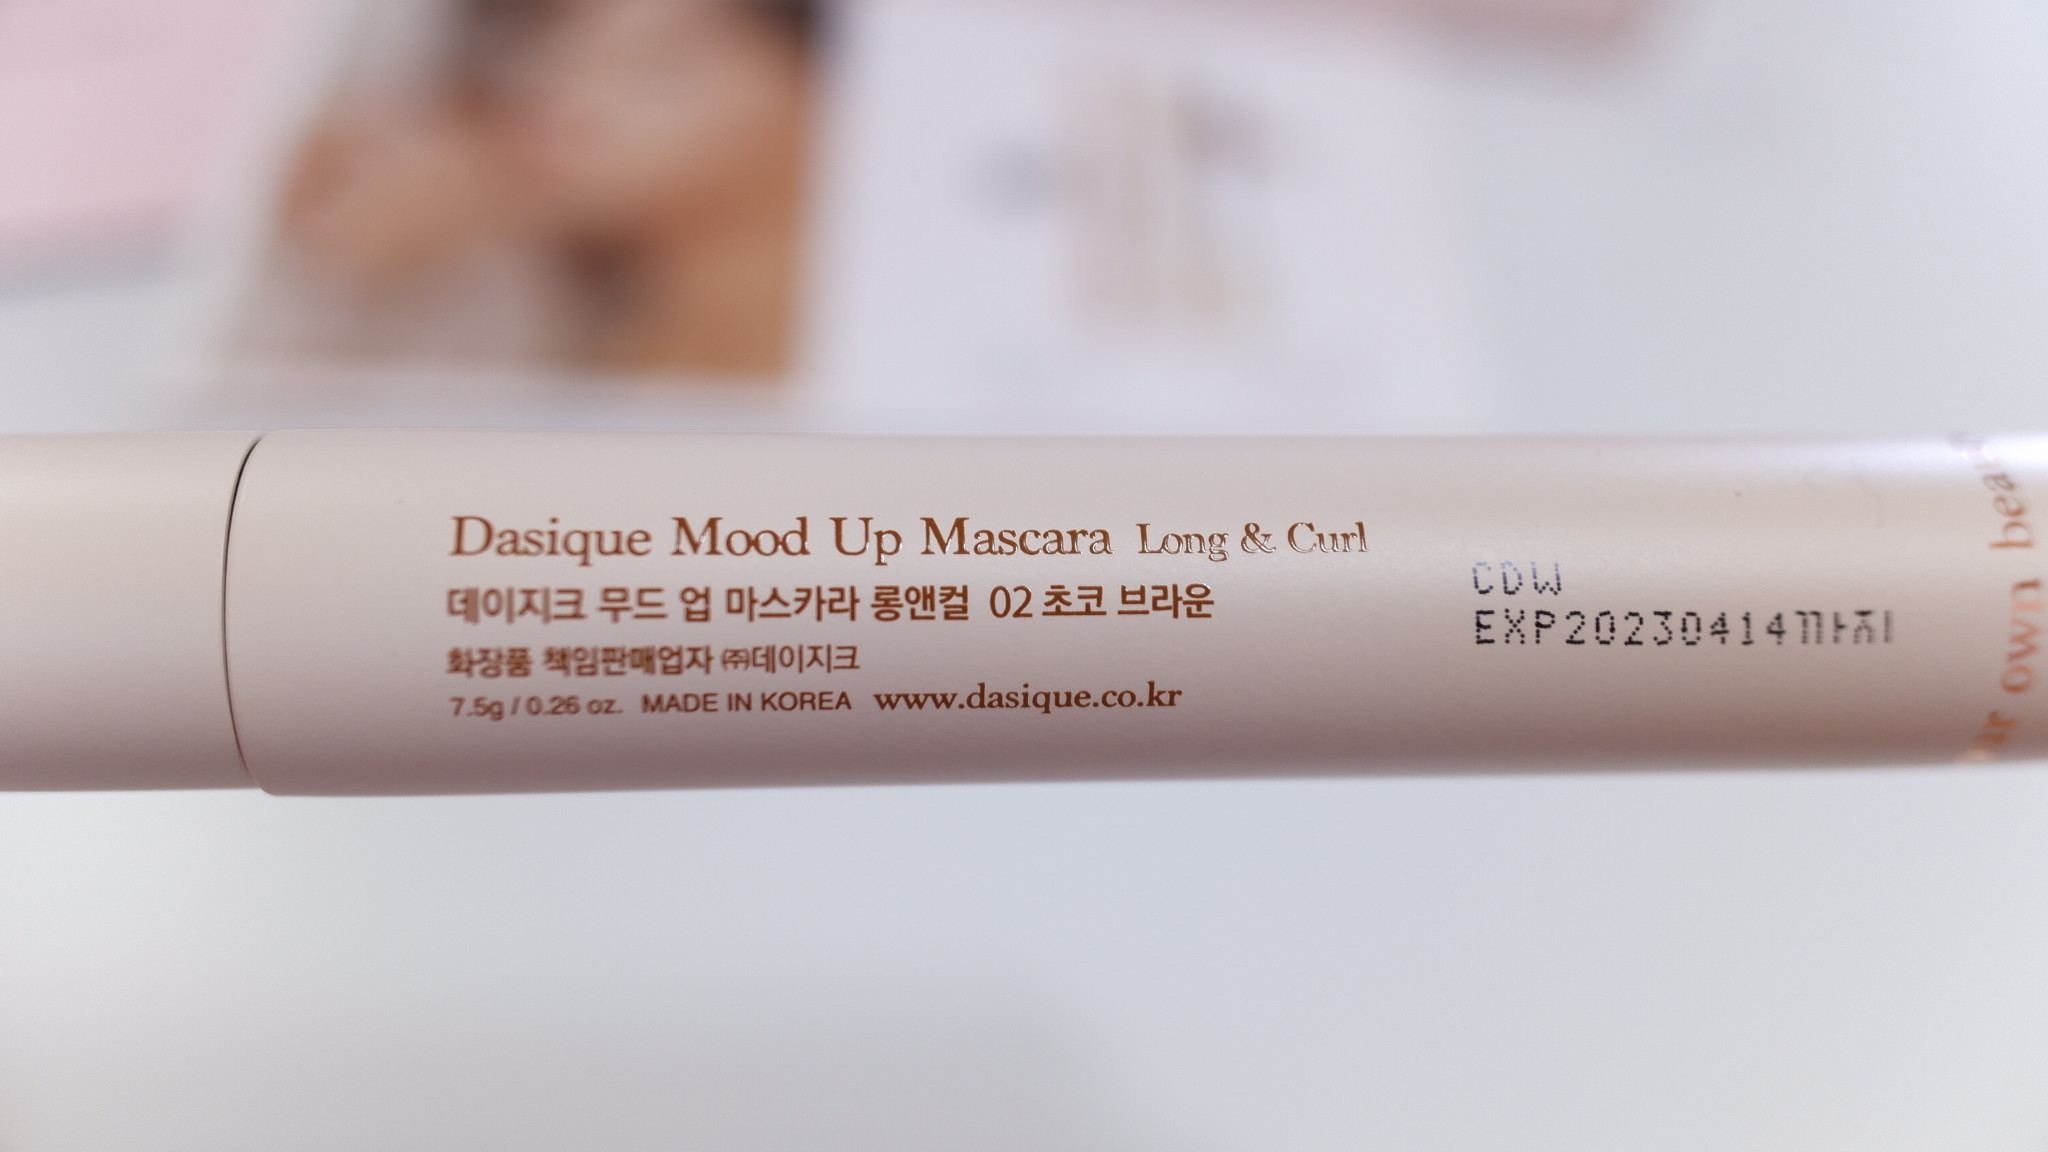 Dasique Mood Up Mascara Long & Curl
데이지크 무드 업 마스카라 롱앤컬 02 초코 브라운
화장품 책임판매업자 ㈜데이지크
7.5g / 0.26 oz. MADE IN KOREA www.dasique.co.kr
CDW
EXP20230414까지
own